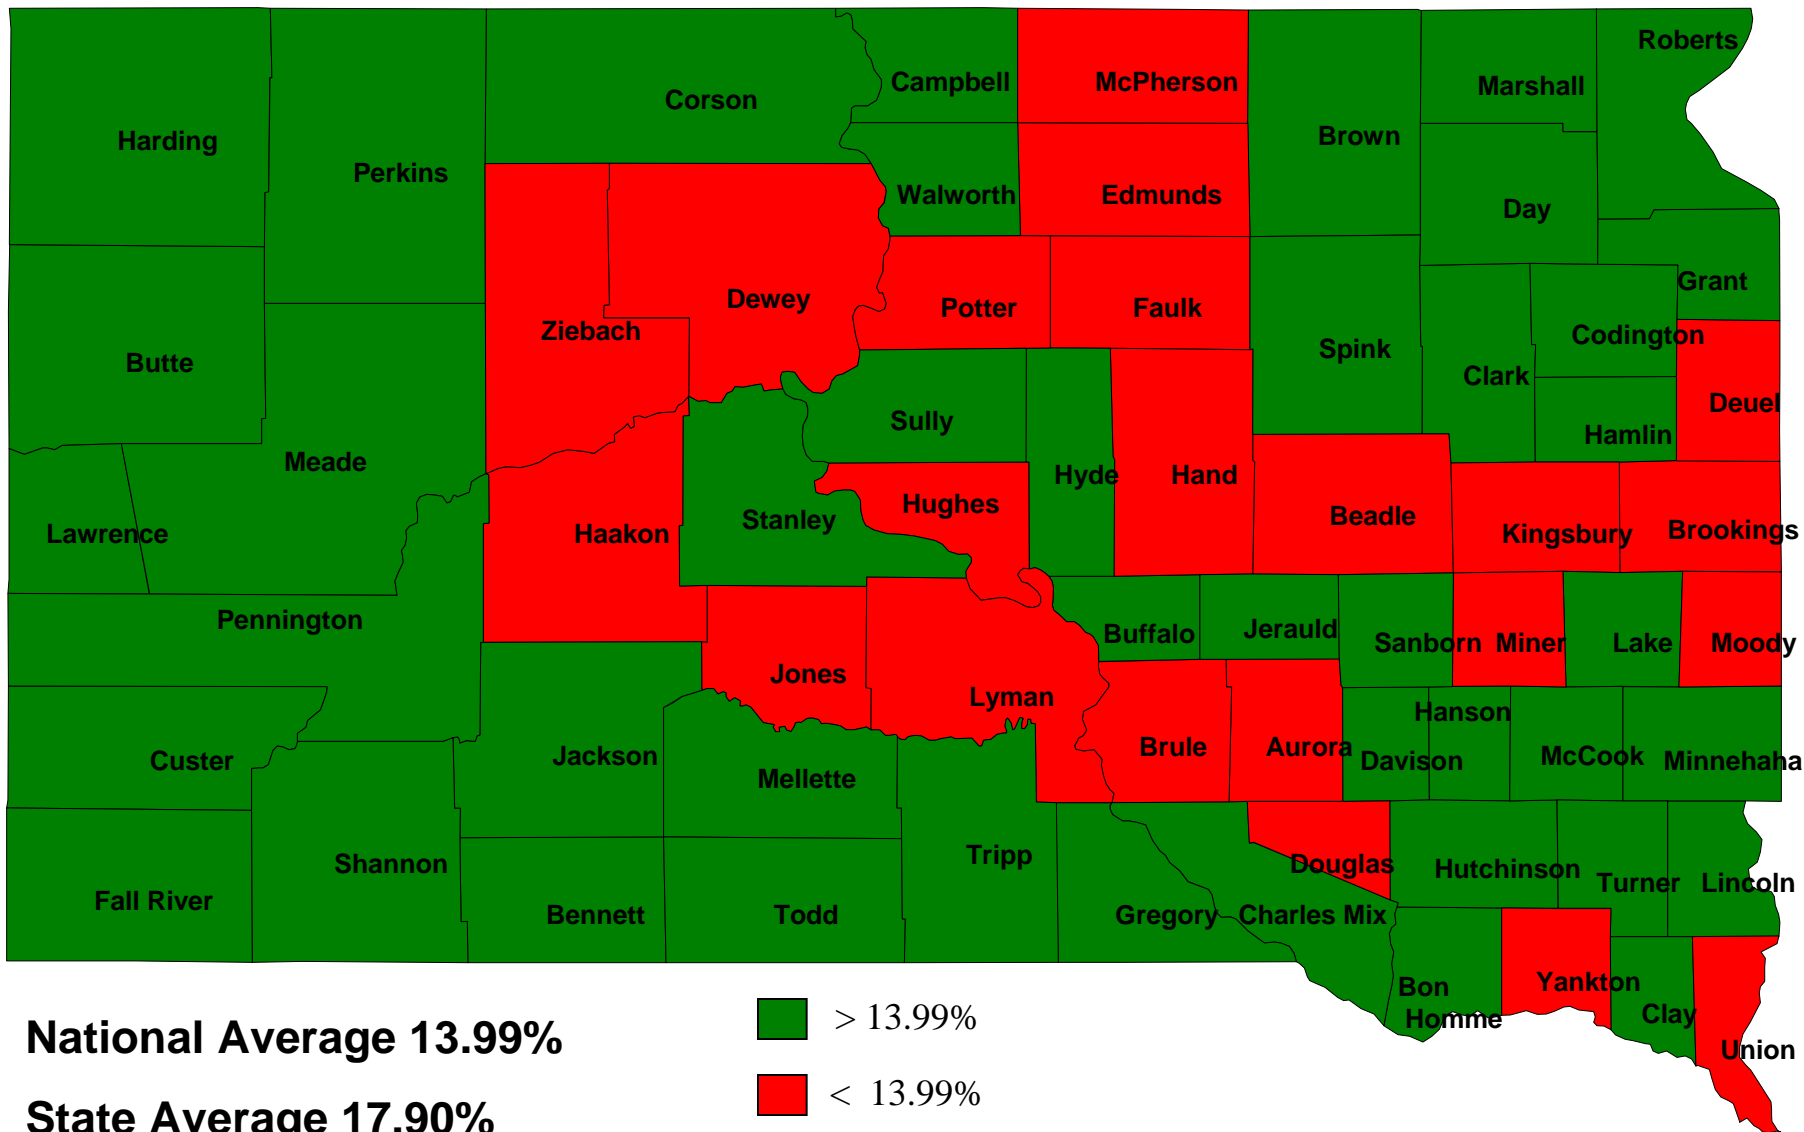 Roberts
Campbell
McPherson
Marshall
Corson
Brown
Harding
Perkins
Walworth
Edmunds
Day
Grant
Dewey
Potter
Faulk
Ziebach
Codington
Spink
Butte
Clark
Deuel
Sully
Hamlin
Meade
Hyde
Hand
Hughes
Beadle
Stanley
Lawrence
Haakon
Kingsbury
Brookings
Pennington
Buffalo
Jerauld
Sanborn
Miner
Lake
Moody
Jones
Lyman
Hanson
Brule
Aurora
Custer
Jackson
Davison
McCook
Minnehaha
Mellette
Tripp
Shannon
Douglas
Hutchinson
Turner
Lincoln
Fall River
Bennett
Todd
Gregory
Charles Mix
Bon
Homme
Yankton
Clay
Union
National Average 13.99%
> 13.99%
State Average 17.90%
< 13.99%